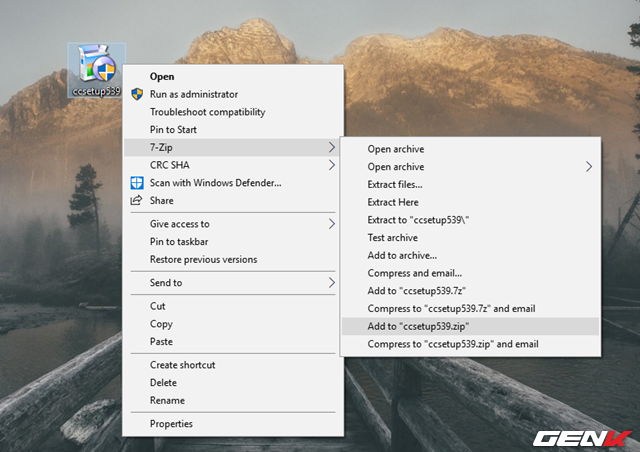 ccsetup539
Open
Run as administrator
Troubleshoot compatibility
Pin to Start
7-Zip
CRC SHA
Scan with Windows Defender...
Share
Give access to
Pin to taskbar
Restore previous versions
Send to
Cut
Copy
Paste
Create shortcut
Delete
Rename
Properties
Open archive
Open archive
Extract files...
Extract Here
Extract to "ccsetup539\"
Test archive
Add to archive...
Compress and email...
Add to "ccsetup539.7z"
Compress to "ccsetup539.7z" and email
Add to "ccsetup539.zip"
Compress to "ccsetup539.zip" and email
GENK